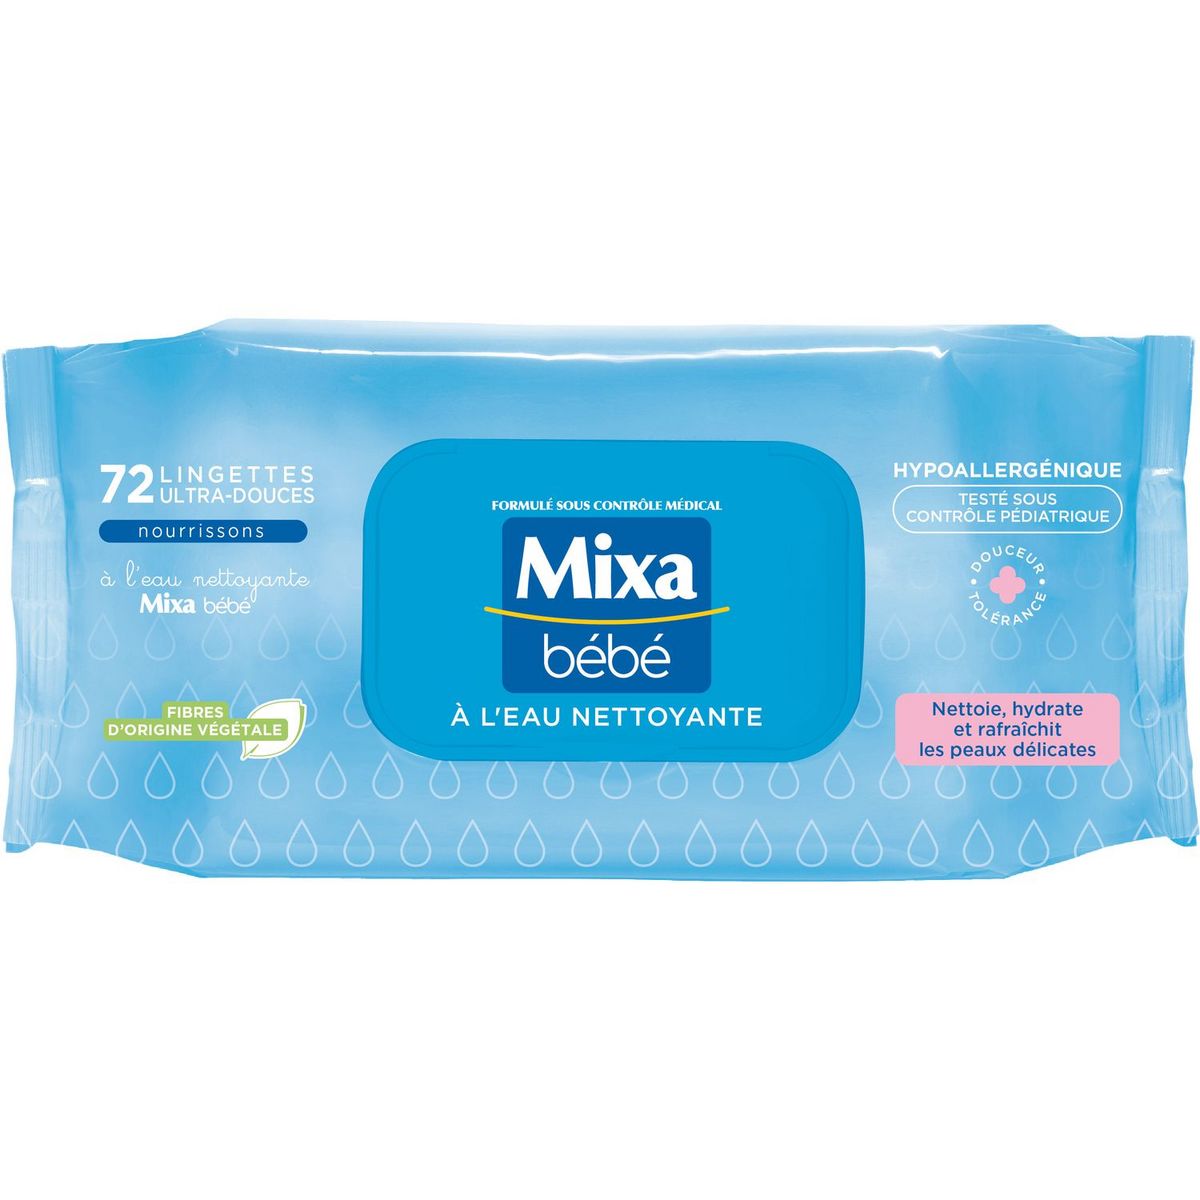 72 LINGETTES
ULTRA-DOUCES
nourrissons
à l'eau nettoyante
Mixa bébé
FIBRES
D'ORIGINE VÉGÉTALE
FORMULÉ SOUS CONTRÔLE MÉDICAL
Mixa
bébé
À L'EAU NETTOYANTE
HYPOALLERGÉNIQUE
TESTÉ SOUS
CONTRÔLE PÉDIATRIQUE
DOUCEUR
TOLÉRANCE
Nettoie, hydrate
et rafraîchit
les peaux délicates